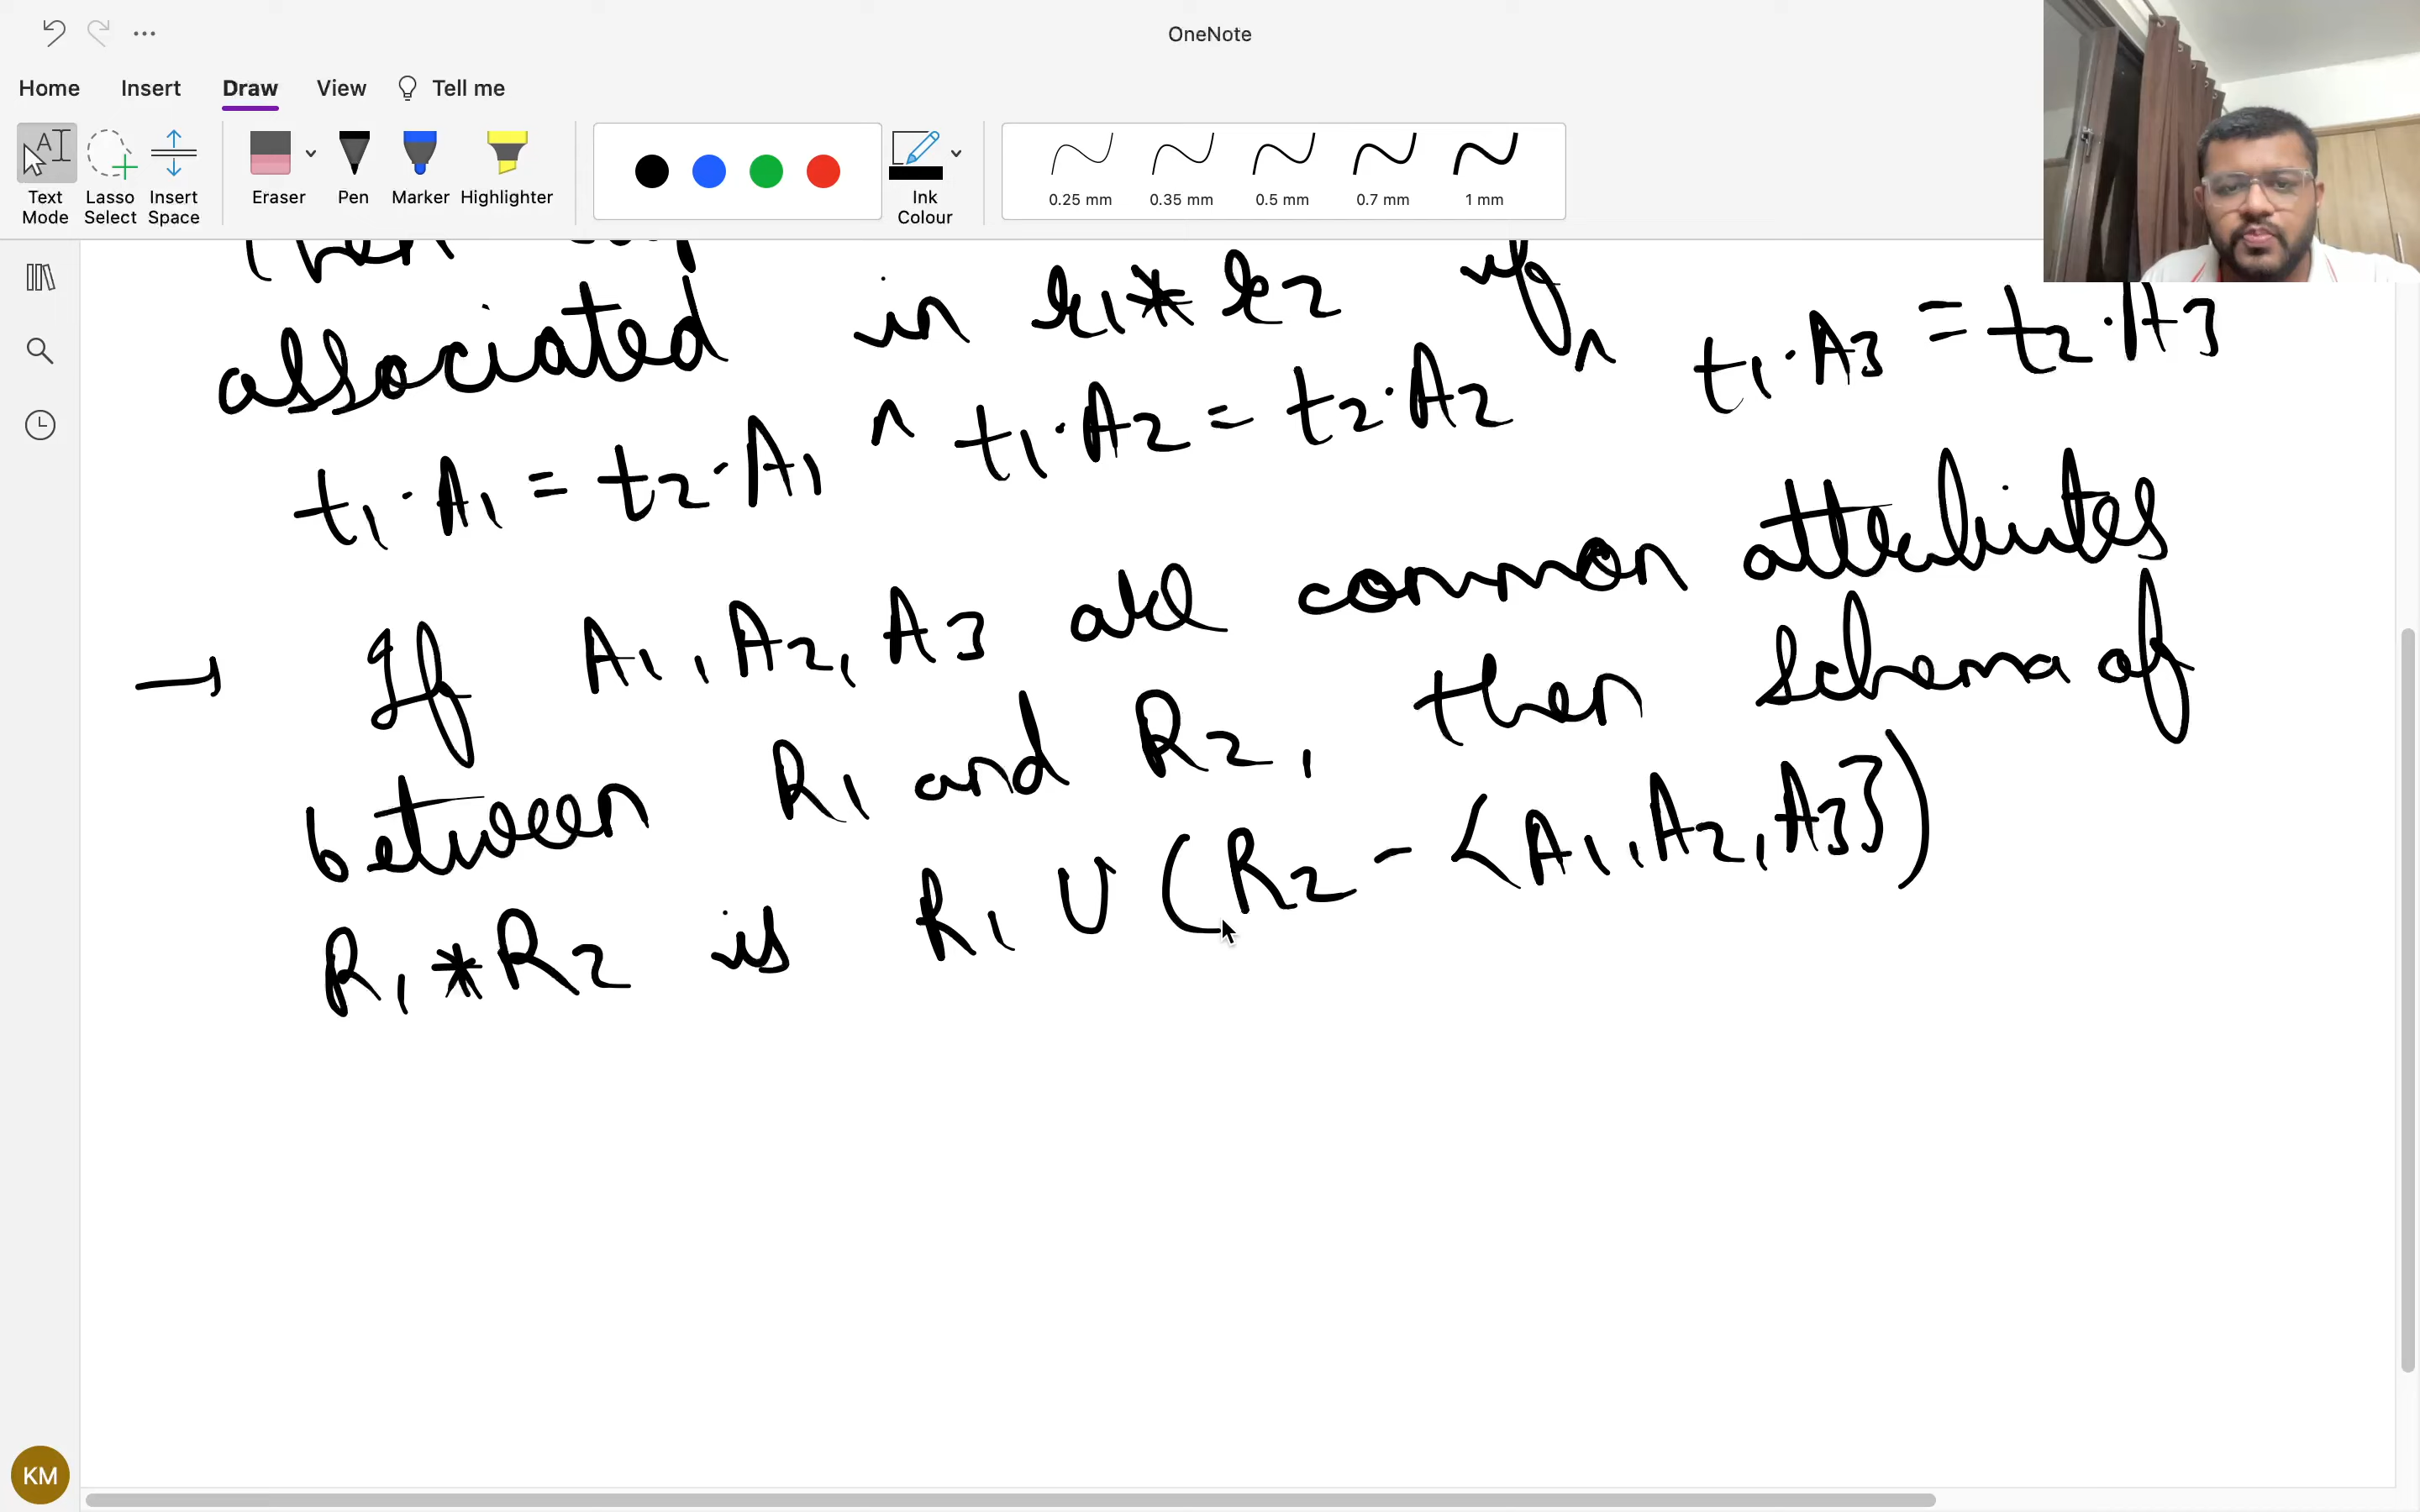 OneNote
Home Insert Draw View Tell me
Text Mode Lasso Select Insert Space Eraser Pen Marker Highlighter Ink Colour 0.25 mm 0.35 mm 0.5 mm 0.7 mm 1 mm
Then
associated in r1 * r2 if
t1.A1 = t2.A1 ^ t1.A2 = t2.A2 ^ t1.A3 = t2.A3
→ If A1, A2, A3 are common attributes
between R1 and R2, then schema of
R1 * R2 is R1 ∪ (R2 - {A1, A2, A3})
KM